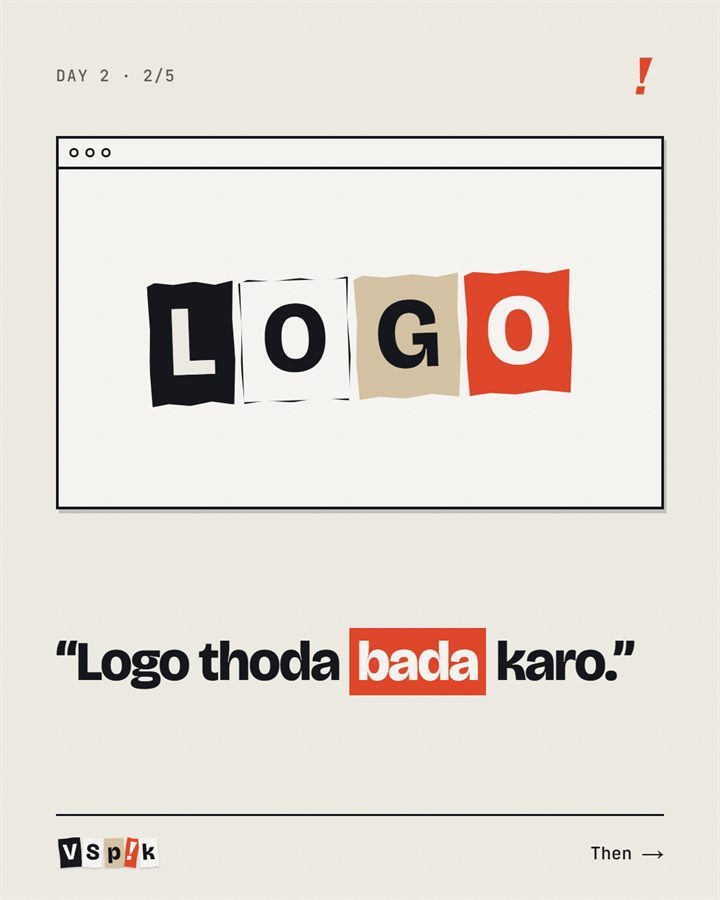 DAY 2 · 2/5
!
LOGO
“Logo thoda bada karo.”
VSp!k
Then →